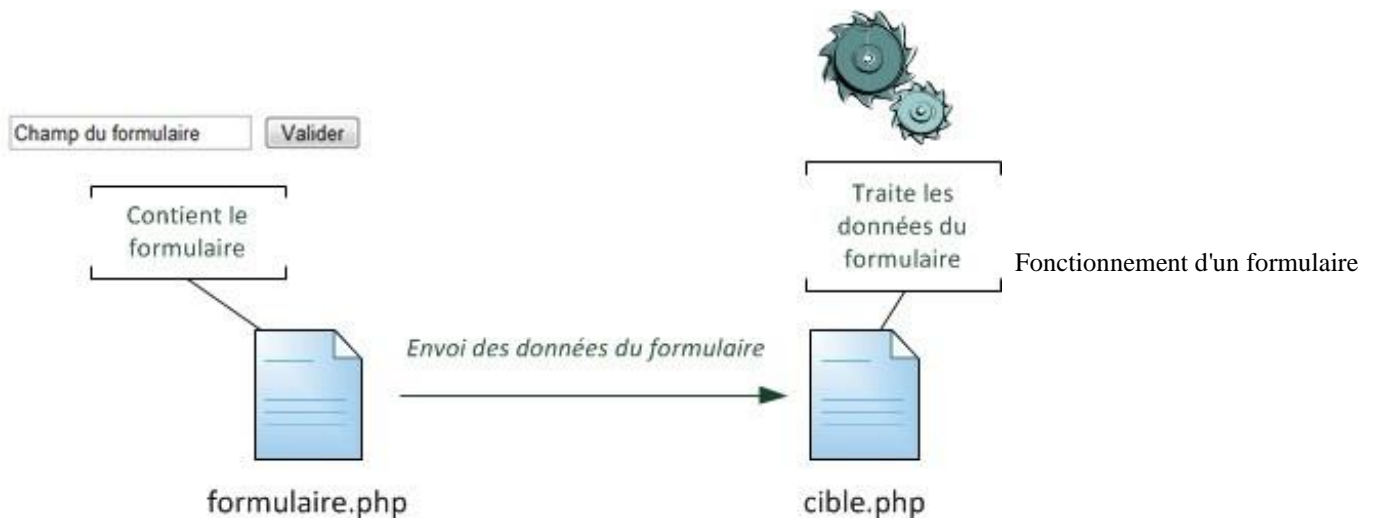 Champ du formulaire
Valider
Contient le
formulaire
Traite les
données du
formulaire
Fonctionnement d'un formulaire
Envoi des données du formulaire
formulaire.php
cible.php